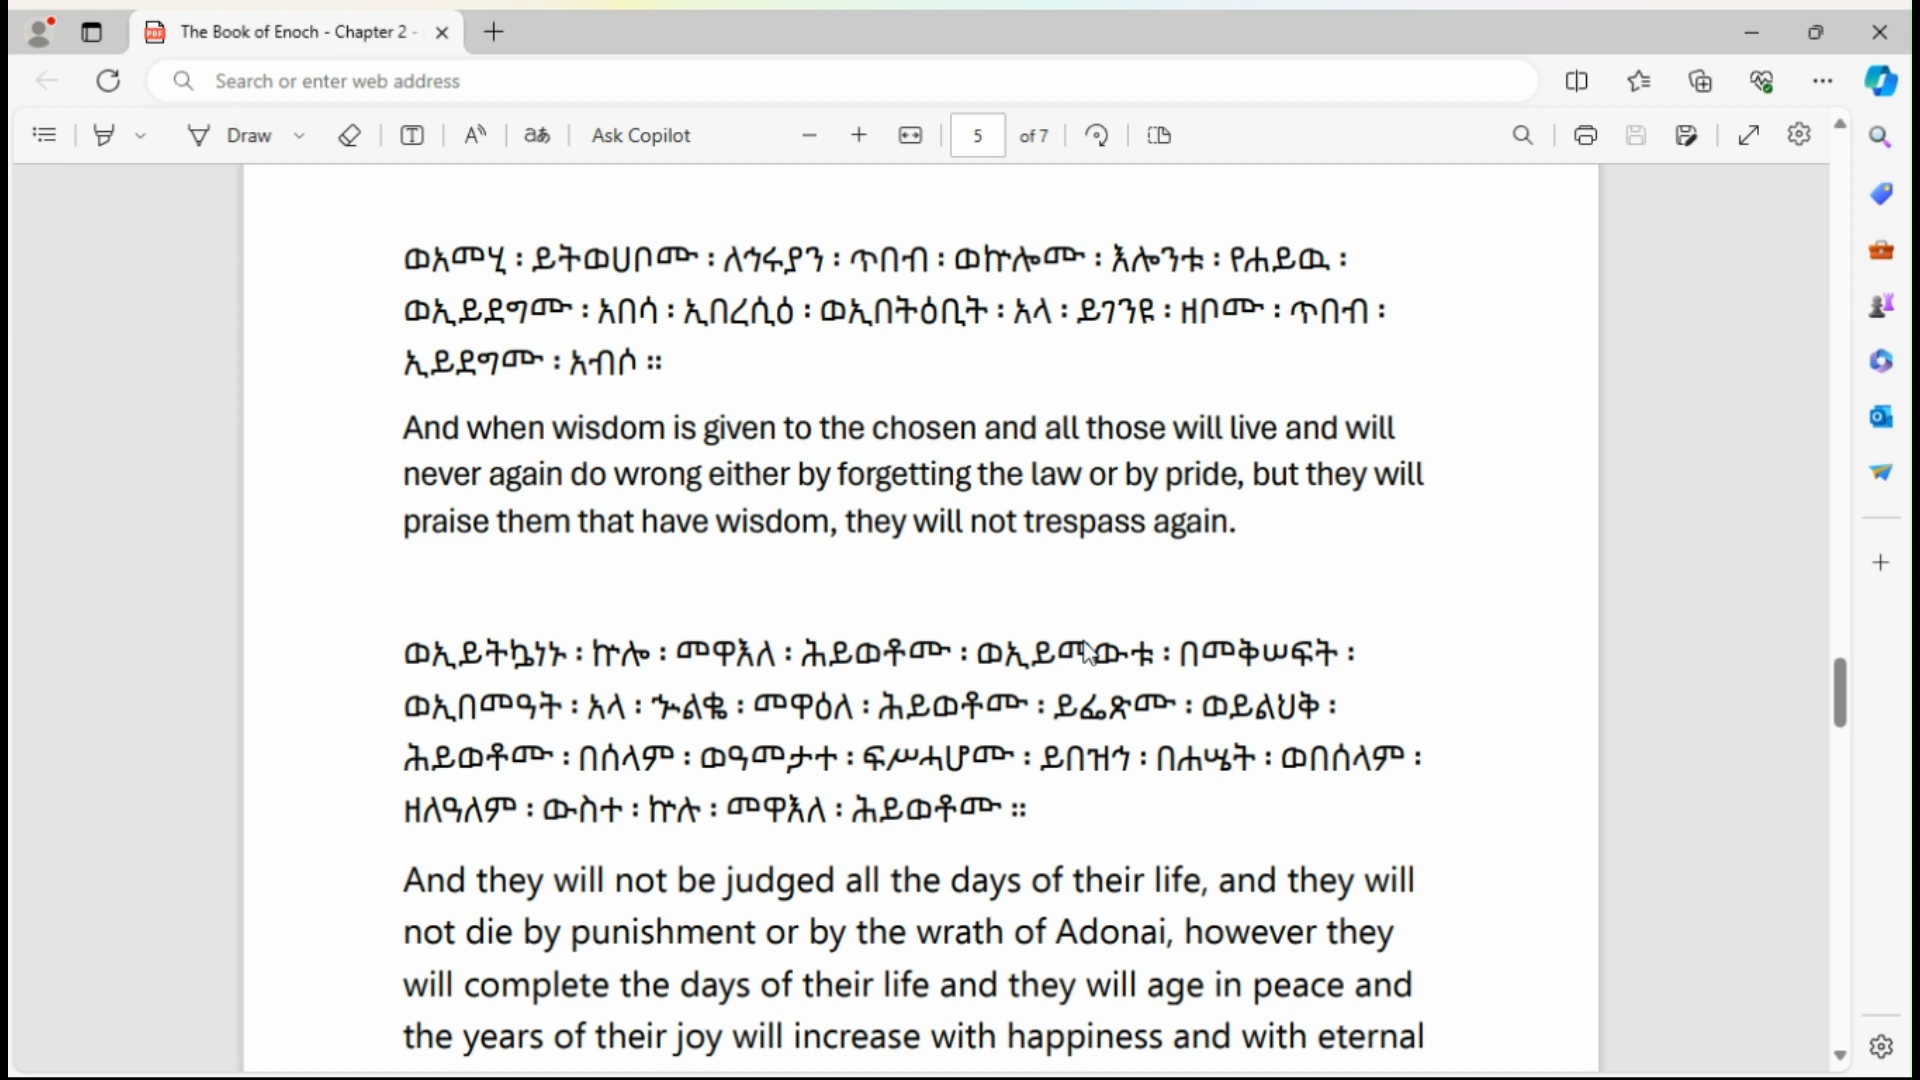 The Book of Enoch - Chapter 2 -
Search or enter web address
Draw
Ask Copilot
5 of 7
ወአመሂ ፡ ይትወሀቦሙ ፡ ለኅሩያን ፡ ጥበብ ፡ ወኵሎሙ ፡ እሎንቱ ፡ የሐይዉ ፡
ወኢይደግሙ ፡ አበሳ ፡ ኢበረሲዕ ፡ ወኢበትዕቢት ፡ አላ ፡ ይገንዩ ፡ ዘቦሙ ፡ ጥበብ ፡
ኢይደግሙ ፡ አብሶ ።
And when wisdom is given to the chosen and all those will live and will
never again do wrong either by forgetting the law or by pride, but they will
praise them that have wisdom, they will not trespass again.
ወኢይትኴነኑ ፡ ኵሎ ፡ መዋእለ ፡ ሕይወቶሙ ፡ ወኢይመውቱ ፡ በመቅሠፍት ፡
ወኢበመዓት ፡ አላ ፡ ኍልቈ ፡ መዋዕለ ፡ ሕይወቶሙ ፡ ይፌጽሙ ፡ ወይልህቅ ፡
ሕይወቶሙ ፡ በሰላም ፡ ወዓመታተ ፡ ፍሥሓሆሙ ፡ ይበዝኅ ፡ በሐሤት ፡ ወበሰላም ፡
ዘለዓለም ፡ ውስተ ፡ ኵሉ ፡ መዋእለ ፡ ሕይወቶሙ ።
And they will not be judged all the days of their life, and they will
not die by punishment or by the wrath of Adonai, however they
will complete the days of their life and they will age in peace and
the years of their joy will increase with happiness and with eternal